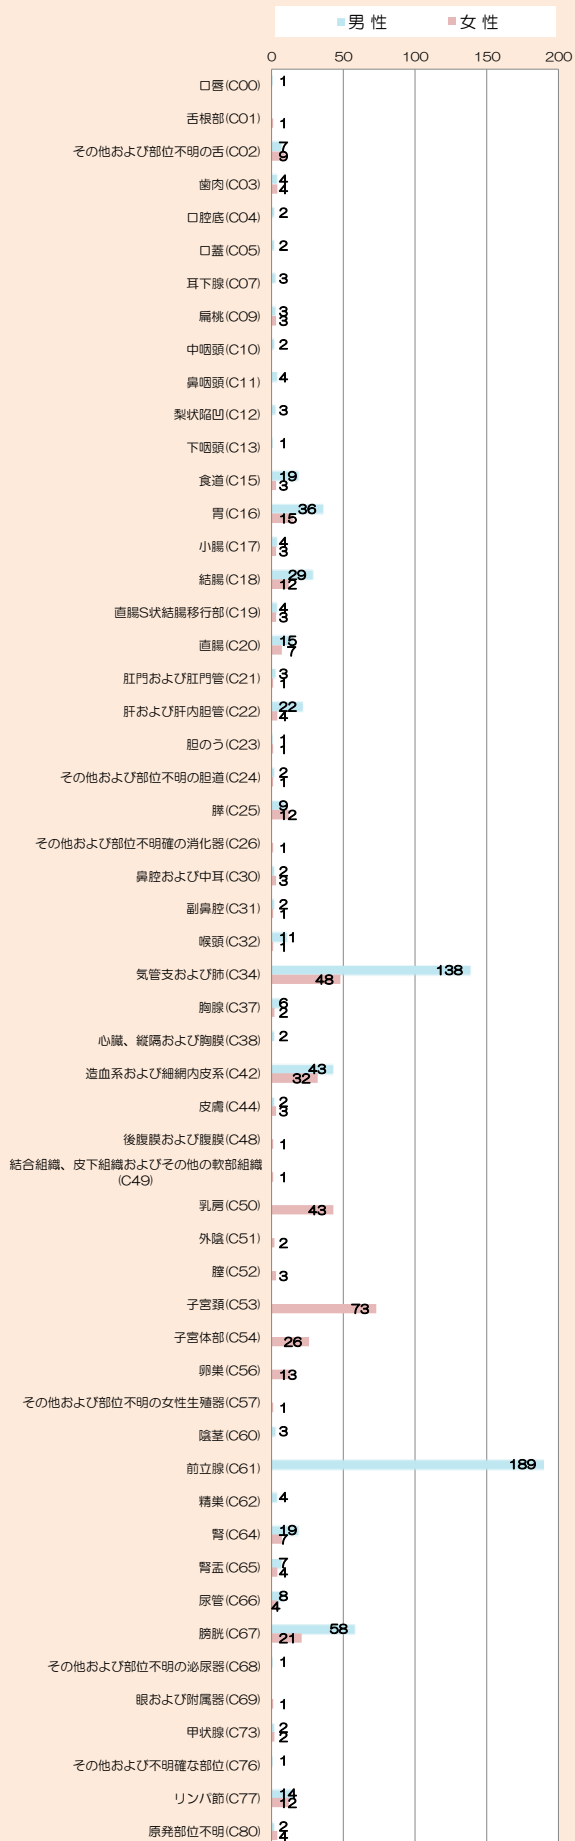 男 性 女 性
0 50 100 150 200
口唇(C00) 1
舌根部(C01) 1
その他および部位不明の舌(C02) 7 9
歯肉(C03) 4 4
口腔底(C04) 2
口蓋(C05) 2
耳下腺(C07) 3
扁桃(C09) 3 3
中咽頭(C10) 2
鼻咽頭(C11) 4
梨状陥凹(C12) 3
下咽頭(C13) 1
食道(C15) 19 3
胃(C16) 36 15
小腸(C17) 4 3
結腸(C18) 29 12
直腸S状結腸移行部(C19) 4 3
直腸(C20) 15 7
肛門および肛門管(C21) 3 1
肝および肝内胆管(C22) 22 4
胆のう(C23) 1 1
その他および部位不明の胆道(C24) 2 1
膵(C25) 9 12
その他および部位不明確の消化器(C26) 1
鼻腔および中耳(C30) 2 3
副鼻腔(C31) 2 1
喉頭(C32) 11 1
気管支および肺(C34) 138 48
胸腺(C37) 6 2
心臓、縦隔および胸膜(C38) 2
造血系および細網内皮系(C42) 43 32
皮膚(C44) 2 3
後腹膜および腹膜(C48) 1
結合組織、皮下組織およびその他の軟部組織
(C49) 1
乳房(C50) 43
外陰(C51) 2
膣(C52) 3
子宮頚(C53) 73
子宮体部(C54) 26
卵巣(C56) 13
その他および部位不明の女性生殖器(C57) 1
陰茎(C60) 3
前立腺(C61) 189
精巣(C62) 4
腎(C64) 19 7
腎盂(C65) 7 4
尿管(C66) 8 4
膀胱(C67) 58 21
その他および部位不明の泌尿器(C68) 1
眼および附属器(C69) 1
甲状腺(C73) 2 2
その他および不明確な部位(C76) 1
リンパ節(C77) 14 12
原発部位不明(C80) 2 4